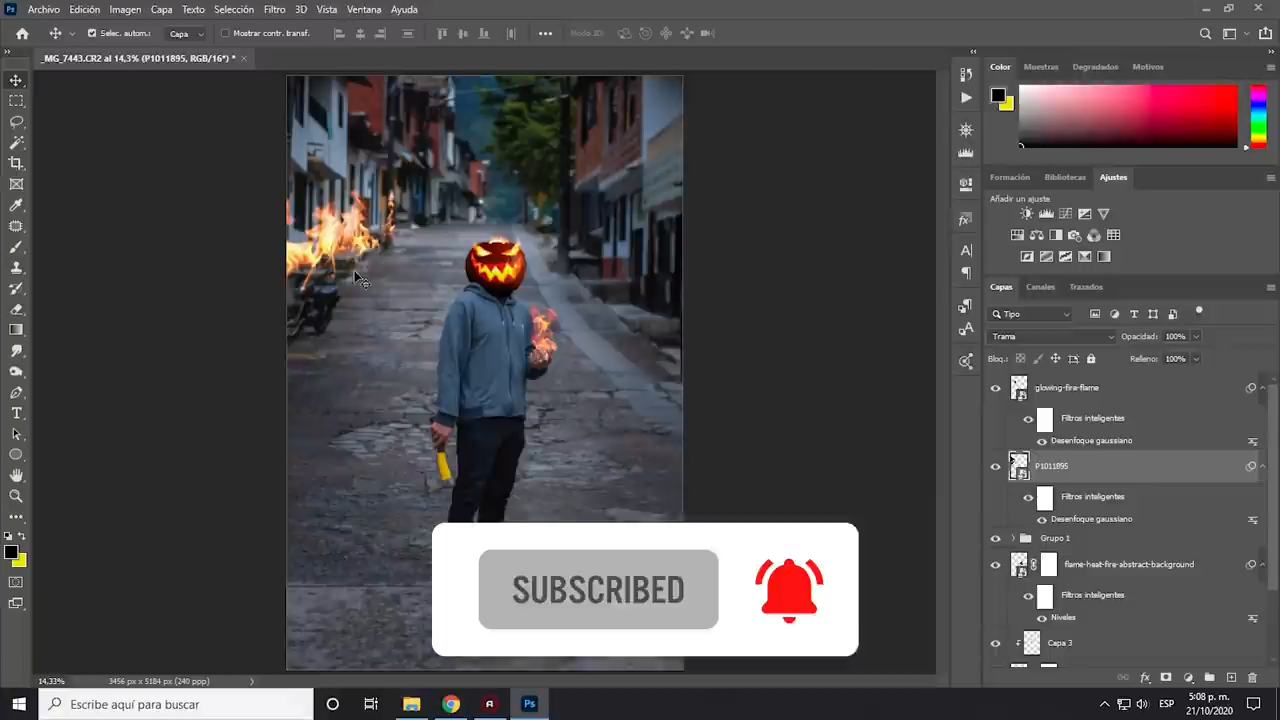 Ps Archivo Edición Imagen Capa Texto Selección Filtro 3D Vista Ventana Ayuda
Selec. autom.: Capa Mostrar contr. transf. ••• Modo 3D:
_MG_7443.CR2 al 14,3% (P1011895, RGB/16*) * ×
Color Muestras Degradados Motivos
Formación Bibliotecas Ajustes
Añadir un ajuste
Capas Canales Trazados
Tipo
Trama Opacidad: 100%
Bloq.: Relleno: 100%
glowing-fire-flame
Filtros inteligentes
Desenfoque gaussiano
P1011895
Filtros inteligentes
Desenfoque gaussiano
Grupo 1
flame-heat-fire-abstract-background
Filtros inteligentes
Niveles
Capa 3
SUBSCRIBED
14.33% 3456 px x 5184 px (240 ppp)
Escribe aquí para buscar
Ps
ESP
5:08 p. m.
21/10/2020